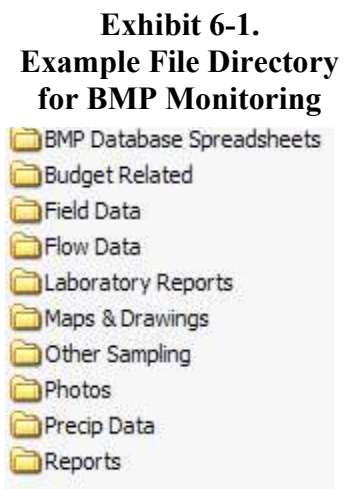 Exhibit 6-1.
Example File Directory
for BMP Monitoring
BMP Database Spreadsheets
Budget Related
Field Data
Flow Data
Laboratory Reports
Maps & Drawings
Other Sampling
Photos
Precip Data
Reports